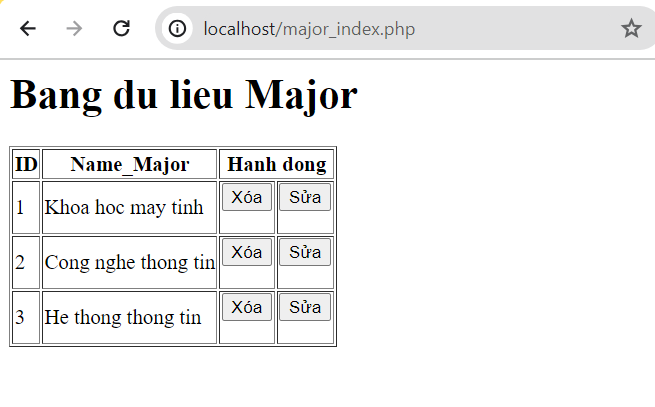 localhost/major_index.php
Bang du lieu Major
ID Name_Major Hanh dong
1 Khoa hoc may tinh Xóa Sửa
2 Cong nghe thong tin Xóa Sửa
3 He thong thong tin Xóa Sửa